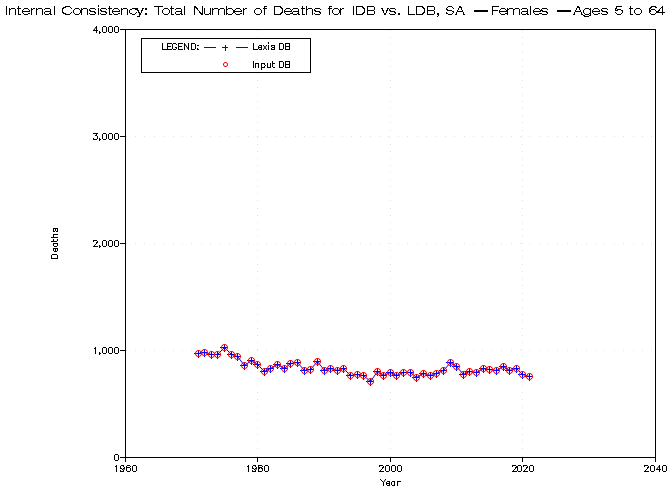 Internal Consistency: Total Number of Deaths for IDB vs. LDB, SA —Females —Ages 5 to 64
4,000
LEGEND: Lexis DB
Input DB
3,000
Deaths
2,000
1,000
0
1960 1980 2000 2020 2040
Year